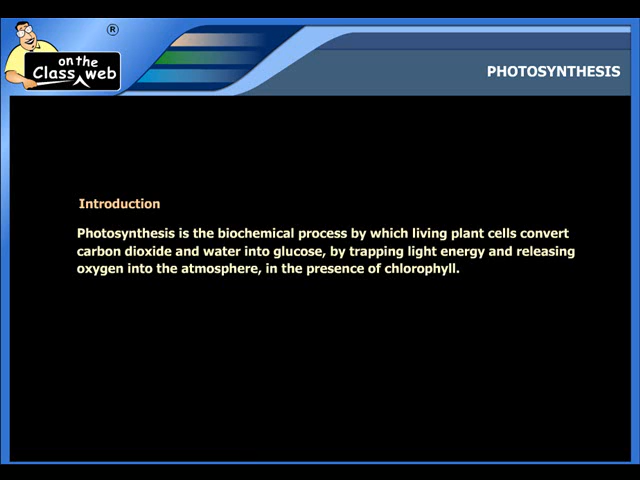 ®
on the
Class web
PHOTOSYNTHESIS
Introduction
Photosynthesis is the biochemical process by which living plant cells convert
carbon dioxide and water into glucose, by trapping light energy and releasing
oxygen into the atmosphere, in the presence of chlorophyll.